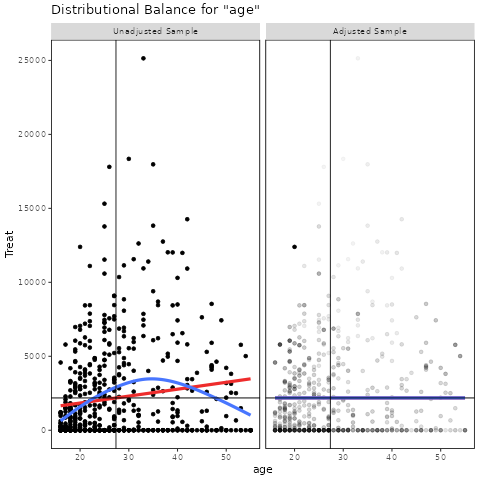 Distributional Balance for "age"
Unadjusted Sample
Adjusted Sample
Treat
25000
20000
15000
10000
5000
0
20
30
40
50
20
30
40
50
age